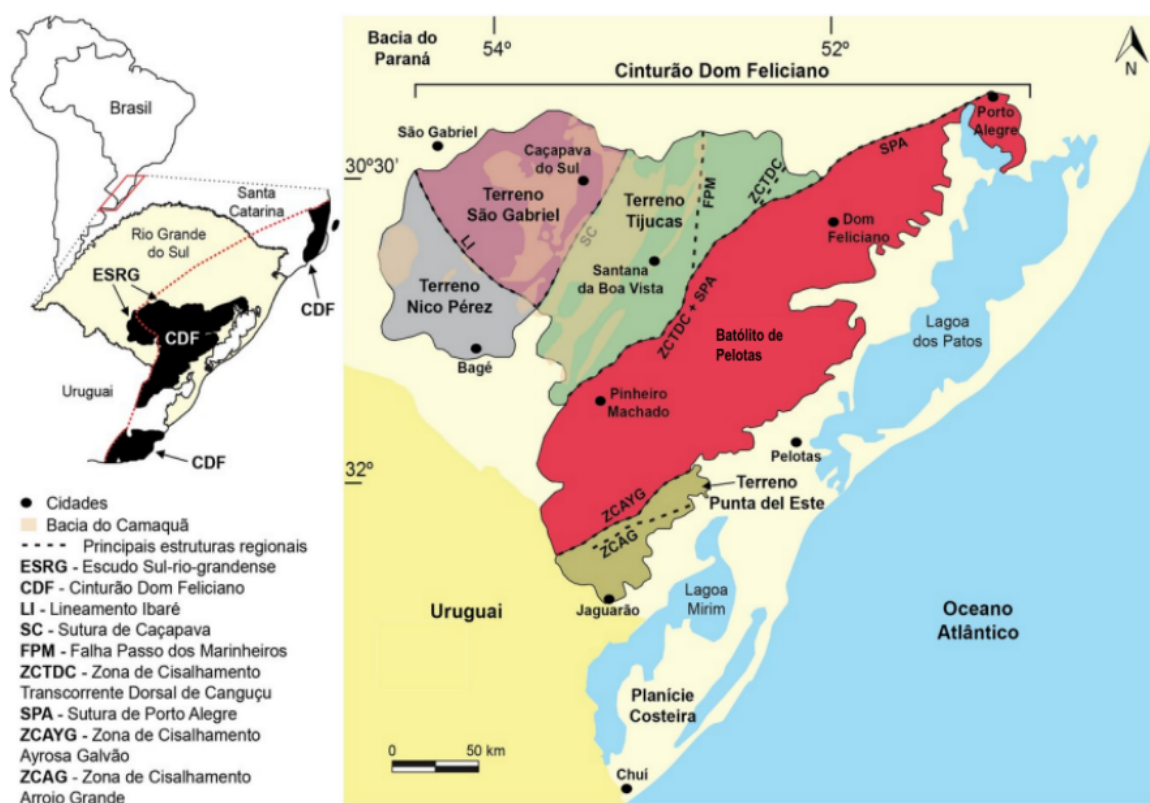 Brasil
Santa
Catarina
Rio Grande
do Sul
ESRG
CDF
CDF
Uruguai
CDF
Cidades
Bacia do Camaquã
Principais estruturas regionais
ESRG - Escudo Sul-rio-grandense
CDF - Cinturão Dom Feliciano
LI - Lineamento Ibaré
SC - Sutura de Caçapava
FPM - Falha Passo dos Marinheiros
ZCTDC - Zona de Cisalhamento
Transcorrente Dorsal de Canguçu
SPA - Sutura de Porto Alegre
ZCAYG - Zona de Cisalhamento
Ayrosa Galvão
ZCAG - Zona de Cisalhamento
Arroio Grande
Bacia do
Paraná
54º
52º
N
Cinturão Dom Feliciano
São Gabriel
Porto
Alegre
30º30'
Caçapava
do Sul
SPA
ZCTDC
FPM
Terreno
São Gabriel
Terreno
Tijucas
Dom
Feliciano
LI
SC
Santana
da Boa Vista
Terreno
Nico Pérez
ZCTDC + SPA
Batólito de
Pelotas
Lagoa
dos Patos
Bagé
Pinheiro
Machado
Pelotas
32º
Terreno
Punta del Este
ZCAYG
ZCAG
Jaguarão
Lagoa
Mirim
Uruguai
Oceano
Atlântico
Planície
Costeira
0 50 km
Chuí